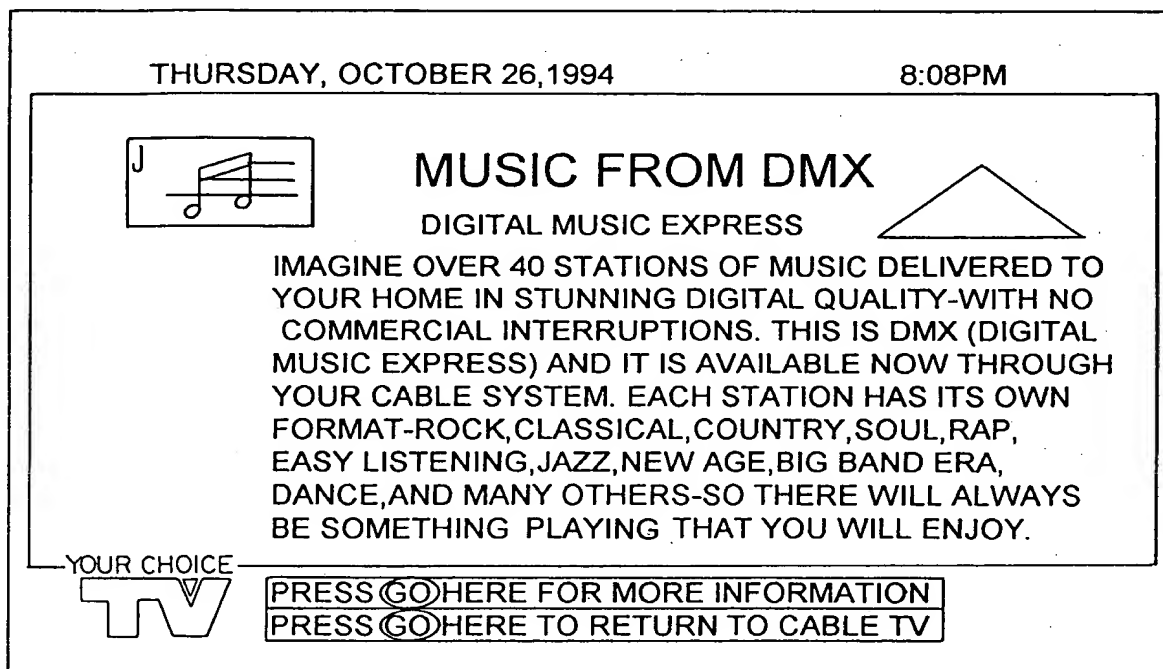 THURSDAY, OCTOBER 26,1994 8:08PM
J
MUSIC FROM DMX
DIGITAL MUSIC EXPRESS
IMAGINE OVER 40 STATIONS OF MUSIC DELIVERED TO
YOUR HOME IN STUNNING DIGITAL QUALITY-WITH NO
COMMERCIAL INTERRUPTIONS. THIS IS DMX (DIGITAL
MUSIC EXPRESS) AND IT IS AVAILABLE NOW THROUGH
YOUR CABLE SYSTEM. EACH STATION HAS ITS OWN
FORMAT-ROCK,CLASSICAL,COUNTRY,SOUL,RAP,
EASY LISTENING,JAZZ,NEW AGE,BIG BAND ERA,
DANCE,AND MANY OTHERS-SO THERE WILL ALWAYS
BE SOMETHING PLAYING THAT YOU WILL ENJOY.
YOUR CHOICE
TV
PRESS GO HERE FOR MORE INFORMATION
PRESS GO HERE TO RETURN TO CABLE TV